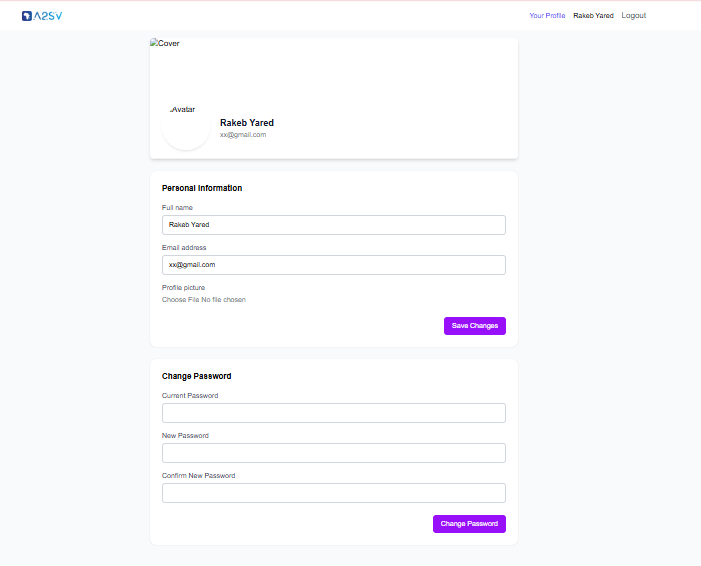 A2SV
Your Profile Rakeb Yared Logout
Cover
Avatar
Rakeb Yared
xx@gmail.com
Personal Information
Full name
Rakeb Yared
Email address
xx@gmail.com
Profile picture
Choose File No file chosen
Save Changes
Change Password
Current Password
New Password
Confirm New Password
Change Password